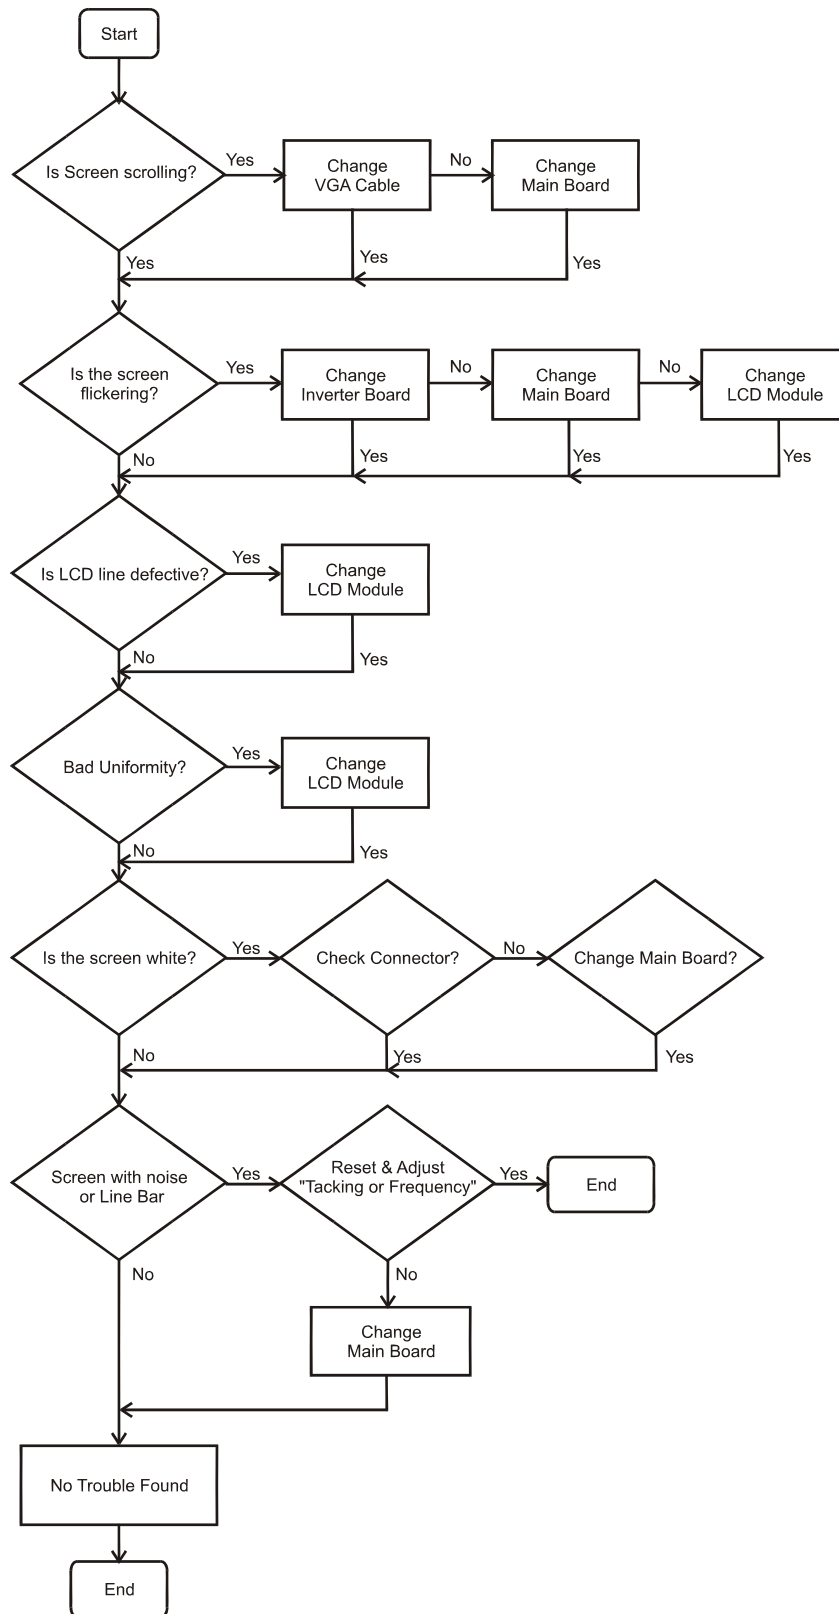 Start
Is Screen scrolling?
Yes
Change
VGA Cable
No
Change
Main Board
Yes
Yes
Yes
Is the screen
flickering?
Yes
Change
Inverter Board
No
Change
Main Board
No
Change
LCD Module
No
Yes
Yes
Yes
Is LCD line defective?
Yes
Change
LCD Module
No
Yes
Bad Uniformity?
Yes
Change
LCD Module
No
Yes
Is the screen white?
Yes
Check Connector?
No
Change Main Board?
No
Yes
Yes
Screen with noise
or Line Bar
Yes
Reset & Adjust
"Tacking or Frequency"
Yes
End
No
No
Change
Main Board
No Trouble Found
End